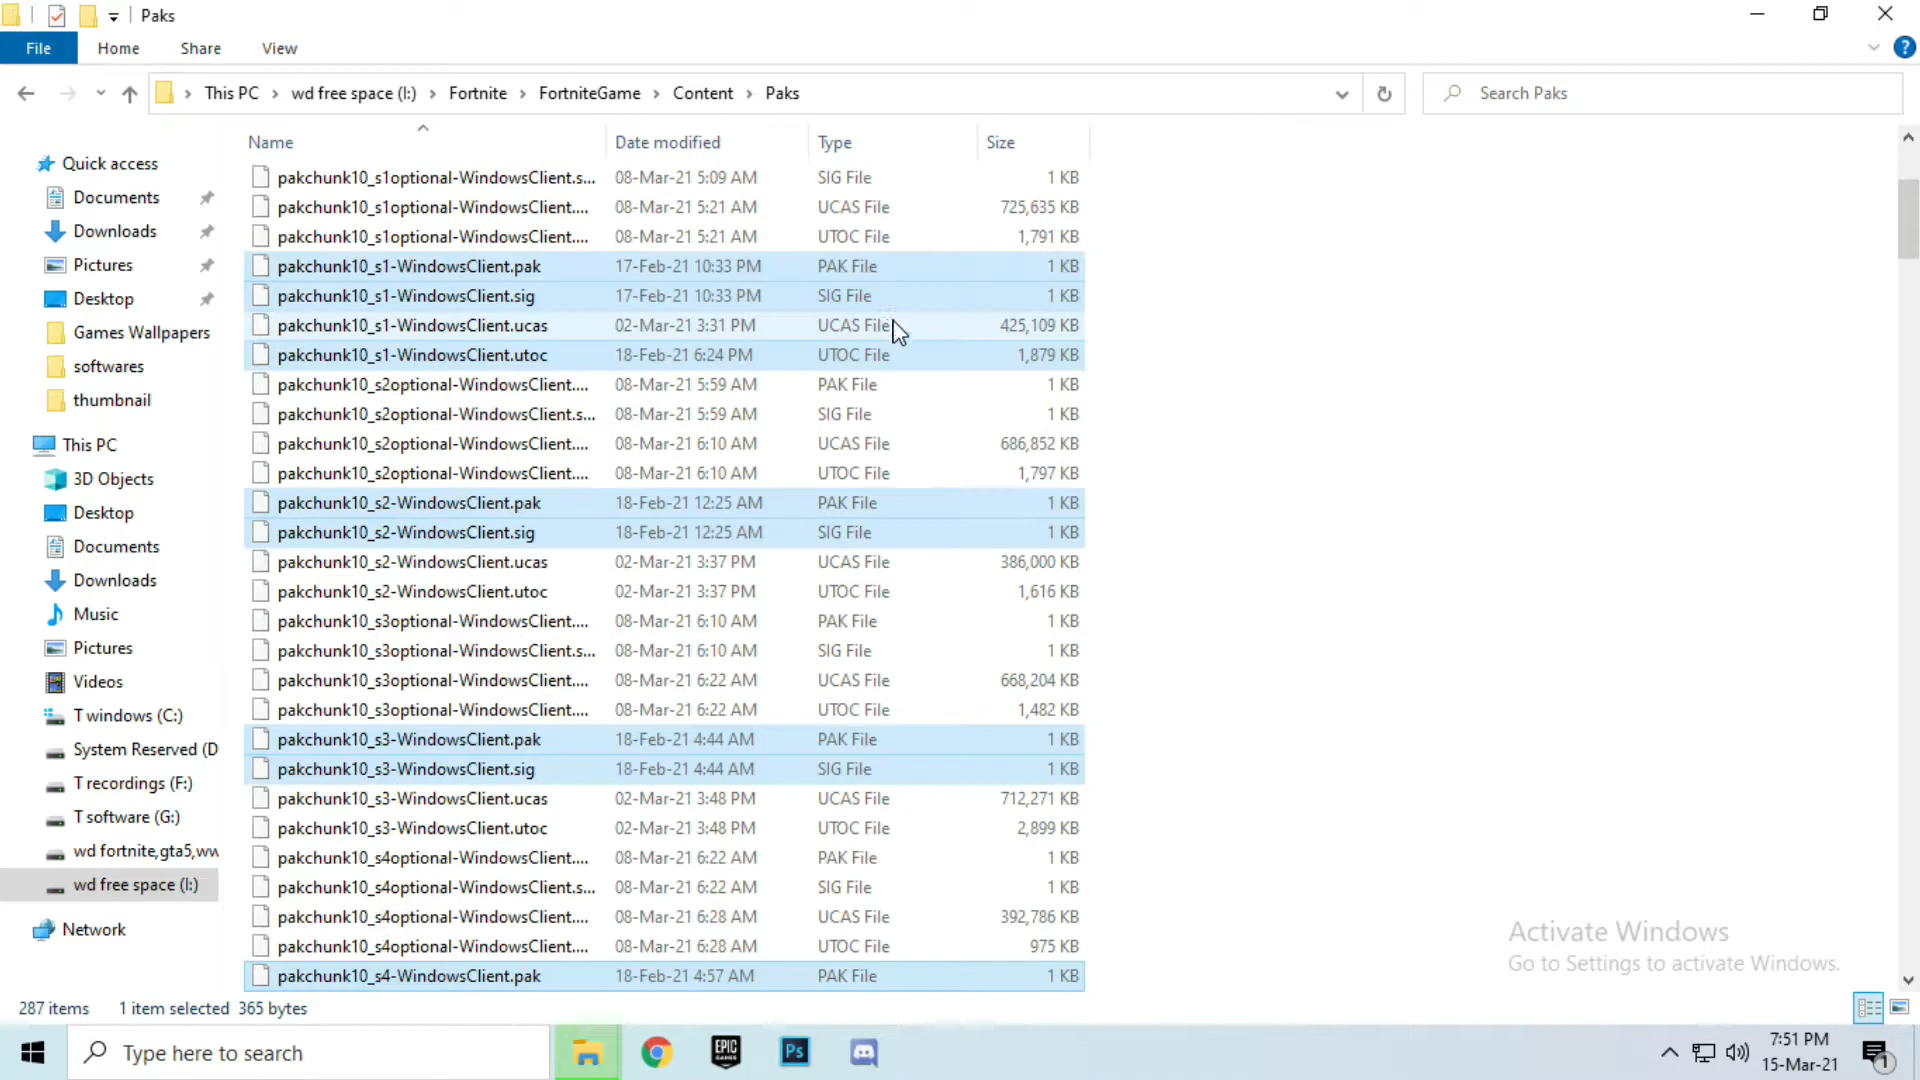 Paks
File Home Share View
This PC > wd free space (I:) > Fortnite > FortniteGame > Content > Paks
Search Paks
Name Date modified Type Size
Quick access
Documents
Downloads
Pictures
Desktop
Games Wallpapers
softwares
thumbnail
This PC
3D Objects
Desktop
Documents
Downloads
Music
Pictures
Videos
T windows (C:)
System Reserved (D
T recordings (F:)
T software (G:)
wd fortnite,gta5,ww
wd free space (I:)
Network
pakchunk10_s1optional-WindowsClient.s... 08-Mar-21 5:09 AM SIG File 1 KB
pakchunk10_s1optional-WindowsClient.... 08-Mar-21 5:21 AM UCAS File 725,635 KB
pakchunk10_s1optional-WindowsClient.... 08-Mar-21 5:21 AM UTOC File 1,791 KB
pakchunk10_s1-WindowsClient.pak 17-Feb-21 10:33 PM PAK File 1 KB
pakchunk10_s1-WindowsClient.sig 17-Feb-21 10:33 PM SIG File 1 KB
pakchunk10_s1-WindowsClient.ucas 02-Mar-21 3:31 PM UCAS File 425,109 KB
pakchunk10_s1-WindowsClient.utoc 18-Feb-21 6:24 PM UTOC File 1,879 KB
pakchunk10_s2optional-WindowsClient.... 08-Mar-21 5:59 AM PAK File 1 KB
pakchunk10_s2optional-WindowsClient.s... 08-Mar-21 5:59 AM SIG File 1 KB
pakchunk10_s2optional-WindowsClient.... 08-Mar-21 6:10 AM UCAS File 686,852 KB
pakchunk10_s2optional-WindowsClient.... 08-Mar-21 6:10 AM UTOC File 1,797 KB
pakchunk10_s2-WindowsClient.pak 18-Feb-21 12:25 AM PAK File 1 KB
pakchunk10_s2-WindowsClient.sig 18-Feb-21 12:25 AM SIG File 1 KB
pakchunk10_s2-WindowsClient.ucas 02-Mar-21 3:37 PM UCAS File 386,000 KB
pakchunk10_s2-WindowsClient.utoc 02-Mar-21 3:37 PM UTOC File 1,616 KB
pakchunk10_s3optional-WindowsClient.... 08-Mar-21 6:10 AM PAK File 1 KB
pakchunk10_s3optional-WindowsClient.s... 08-Mar-21 6:10 AM SIG File 1 KB
pakchunk10_s3optional-WindowsClient.... 08-Mar-21 6:22 AM UCAS File 668,204 KB
pakchunk10_s3optional-WindowsClient.... 08-Mar-21 6:22 AM UTOC File 1,482 KB
pakchunk10_s3-WindowsClient.pak 18-Feb-21 4:44 AM PAK File 1 KB
pakchunk10_s3-WindowsClient.sig 18-Feb-21 4:44 AM SIG File 1 KB
pakchunk10_s3-WindowsClient.ucas 02-Mar-21 3:48 PM UCAS File 712,271 KB
pakchunk10_s3-WindowsClient.utoc 02-Mar-21 3:48 PM UTOC File 2,899 KB
pakchunk10_s4optional-WindowsClient.... 08-Mar-21 6:22 AM PAK File 1 KB
pakchunk10_s4optional-WindowsClient.s... 08-Mar-21 6:22 AM SIG File 1 KB
pakchunk10_s4optional-WindowsClient.... 08-Mar-21 6:28 AM UCAS File 392,786 KB
pakchunk10_s4optional-WindowsClient.... 08-Mar-21 6:28 AM UTOC File 975 KB
pakchunk10_s4-WindowsClient.pak 18-Feb-21 4:57 AM PAK File 1 KB
Activate Windows
Go to Settings to activate Windows.
287 items 1 item selected 365 bytes
Type here to search
EPIC
GAMES
Ps
7:51 PM
15-Mar-21
1